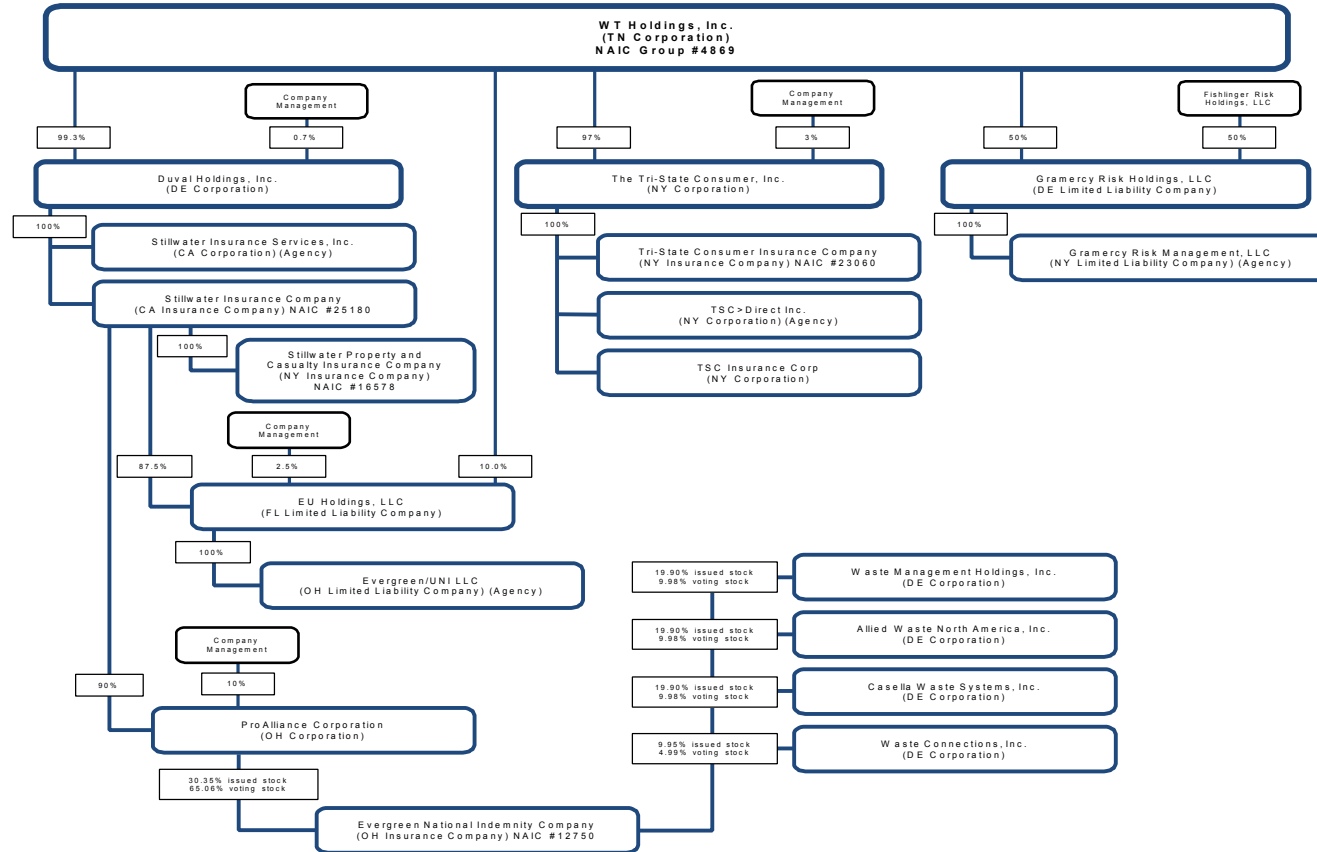 WT Holdings, Inc.
(TN Corporation)
NAIC Group #4869
Company
Management
Company
Management
Fishlinger Risk
Holdings, LLC
99.3%
0.7%
97%
3%
50%
50%
Duval Holdings, Inc.
(DE Corporation)
The Tri-State Consumer, Inc.
(NY Corporation)
Gramercy Risk Holdings, LLC
(DE Limited Liability Company)
100%
100%
100%
Stillwater Insurance Services, Inc.
(CA Corporation) (Agency)
Tri-State Consumer Insurance Company
(NY Insurance Company) NAIC #23060
Gramercy Risk Management, LLC
(NY Limited Liability Company) (Agency)
Stillwater Insurance Company
(CA Insurance Company) NAIC #25180
TSC>Direct Inc.
(NY Corporation) (Agency)
100%
Stillwater Property and
Casualty Insurance Company
(NY Insurance Company)
NAIC #16578
TSC Insurance Corp
(NY Corporation)
Company
Management
87.5%
2.5%
10.0%
EU Holdings, LLC
(FL Limited Liability Company)
100%
Evergreen/UNI LLC
(OH Limited Liability Company) (Agency)
19.90% issued stock
9.98% voting stock
Waste Management Holdings, Inc.
(DE Corporation)
Company
Management
19.90% issued stock
9.98% voting stock
Allied Waste North America, Inc.
(DE Corporation)
90%
10%
19.90% issued stock
9.98% voting stock
Casella Waste Systems, Inc.
(DE Corporation)
ProAlliance Corporation
(OH Corporation)
9.95% issued stock
4.99% voting stock
Waste Connections, Inc.
(DE Corporation)
30.35% issued stock
65.06% voting stock
Evergreen National Indemnity Company
(OH Insurance Company) NAIC #12750